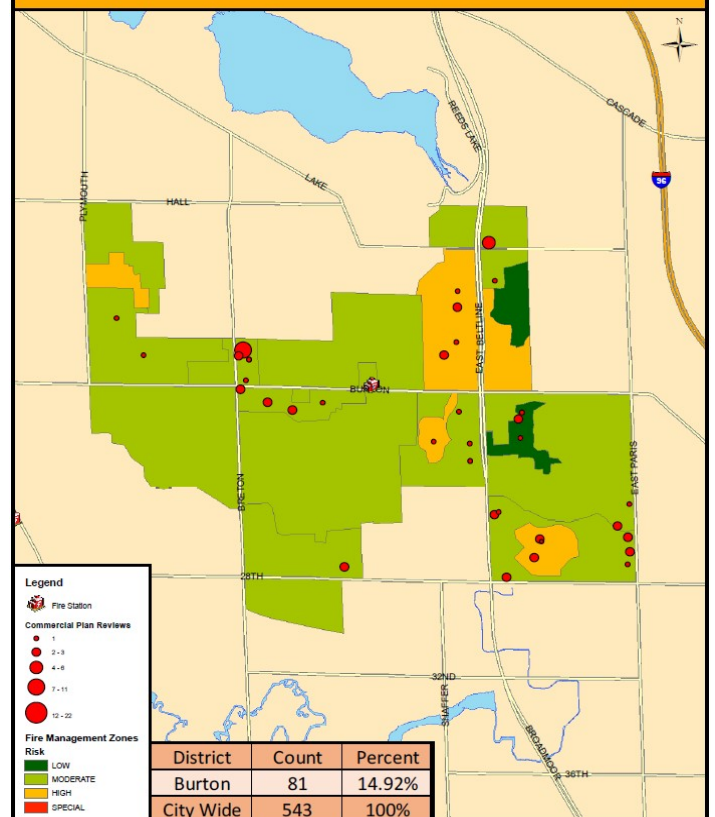 N
CASCADE
REEDS LAKE
96
LAKE
PLYMOUTH
HALL
EAST BELTLINE
BURTON
BRETON
EAST PARIS
28TH
32ND
SHAFFER
BROADMOOR
36TH
Legend
Fire Station
Commercial Plan Reviews
1
2 - 3
4 - 6
7 - 11
12 - 22
Fire Management Zones
Risk
LOW
MODERATE
HIGH
SPECIAL
District Count Percent
Burton 81 14.92%
City Wide 543 100%